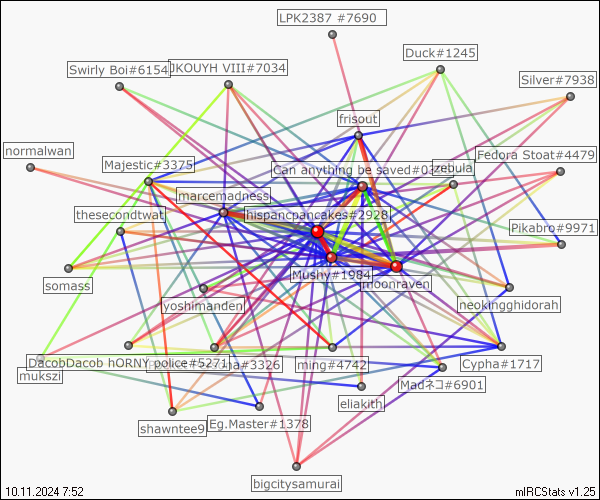 LPK2387 #7690
Duck#1245
Swirly Boi#6154
KOUYH VIII#7034
Silver#7938
frisout
normalwan
Majestic#3375
Can anything be saved#0
zebula
Fedora Stoat#4479
marcemadness
thesecondtwat
hispancpancakes#2928
Pikabro#9971
Mushy#1984
moonraven
somass
yoshimanden
neokingghidorah
DacobDacob hORNY police#5271
a#3326
ming#4742
Cypha#1717
mukszi
Madネコ#6901
eliakith
shawntee9
Eg.Master#1378
bigcitysamurai
10.11.2024 7:52
mIRCStats v1.25